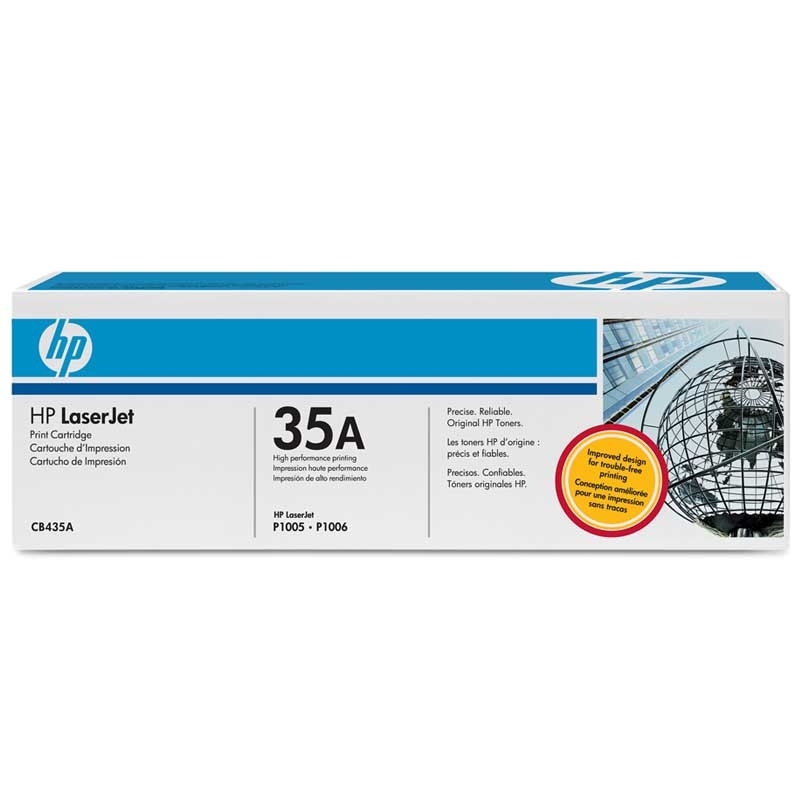 hp
hp
HP LaserJet
Print Cartridge
Cartouche d'Impression
Cartucho de Impresión
CB435A
35A
High performance printing
Impression haute performance
Impresión de alto rendimiento
HP LaserJet
P1005 • P1006
Precise. Reliable.
Original HP Toners.
Les toners HP d'origine :
précis et fiables.
Precisos. Confiables.
Tóners originales HP.
Improved design
for trouble-free
printing
Conception améliorée
pour une impression
sans tracas